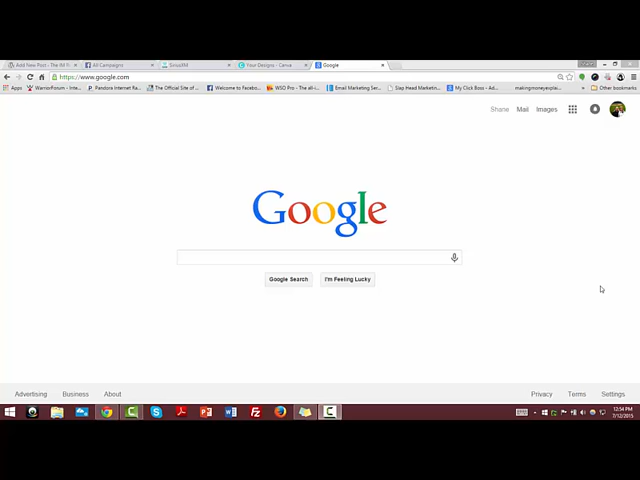 Add New Post - The IM
All Campaigns
SiriusXM
Your Designs - Canva
Google
https://www.google.com
Apps
WarriorForum - Inte
Pandora Internet Ra
The Official Site of
Welcome to Facebo
WSO Pro - The all-i
Email Marketing Ser
Slap Head Marketing
My Click Boss - Ad
makingmoneyexplai
Other bookmarks
Share Mail Images
Google
Google Search
I'm Feeling Lucky
Advertising Business About
Privacy Terms Settings
12:54 PM
7/12/2015